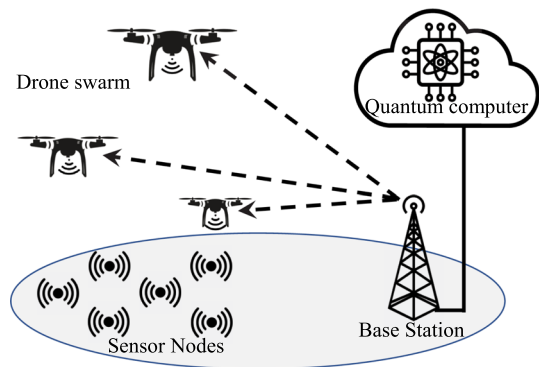 Drone swarm
Quantum computer
Base Station
Sensor Nodes